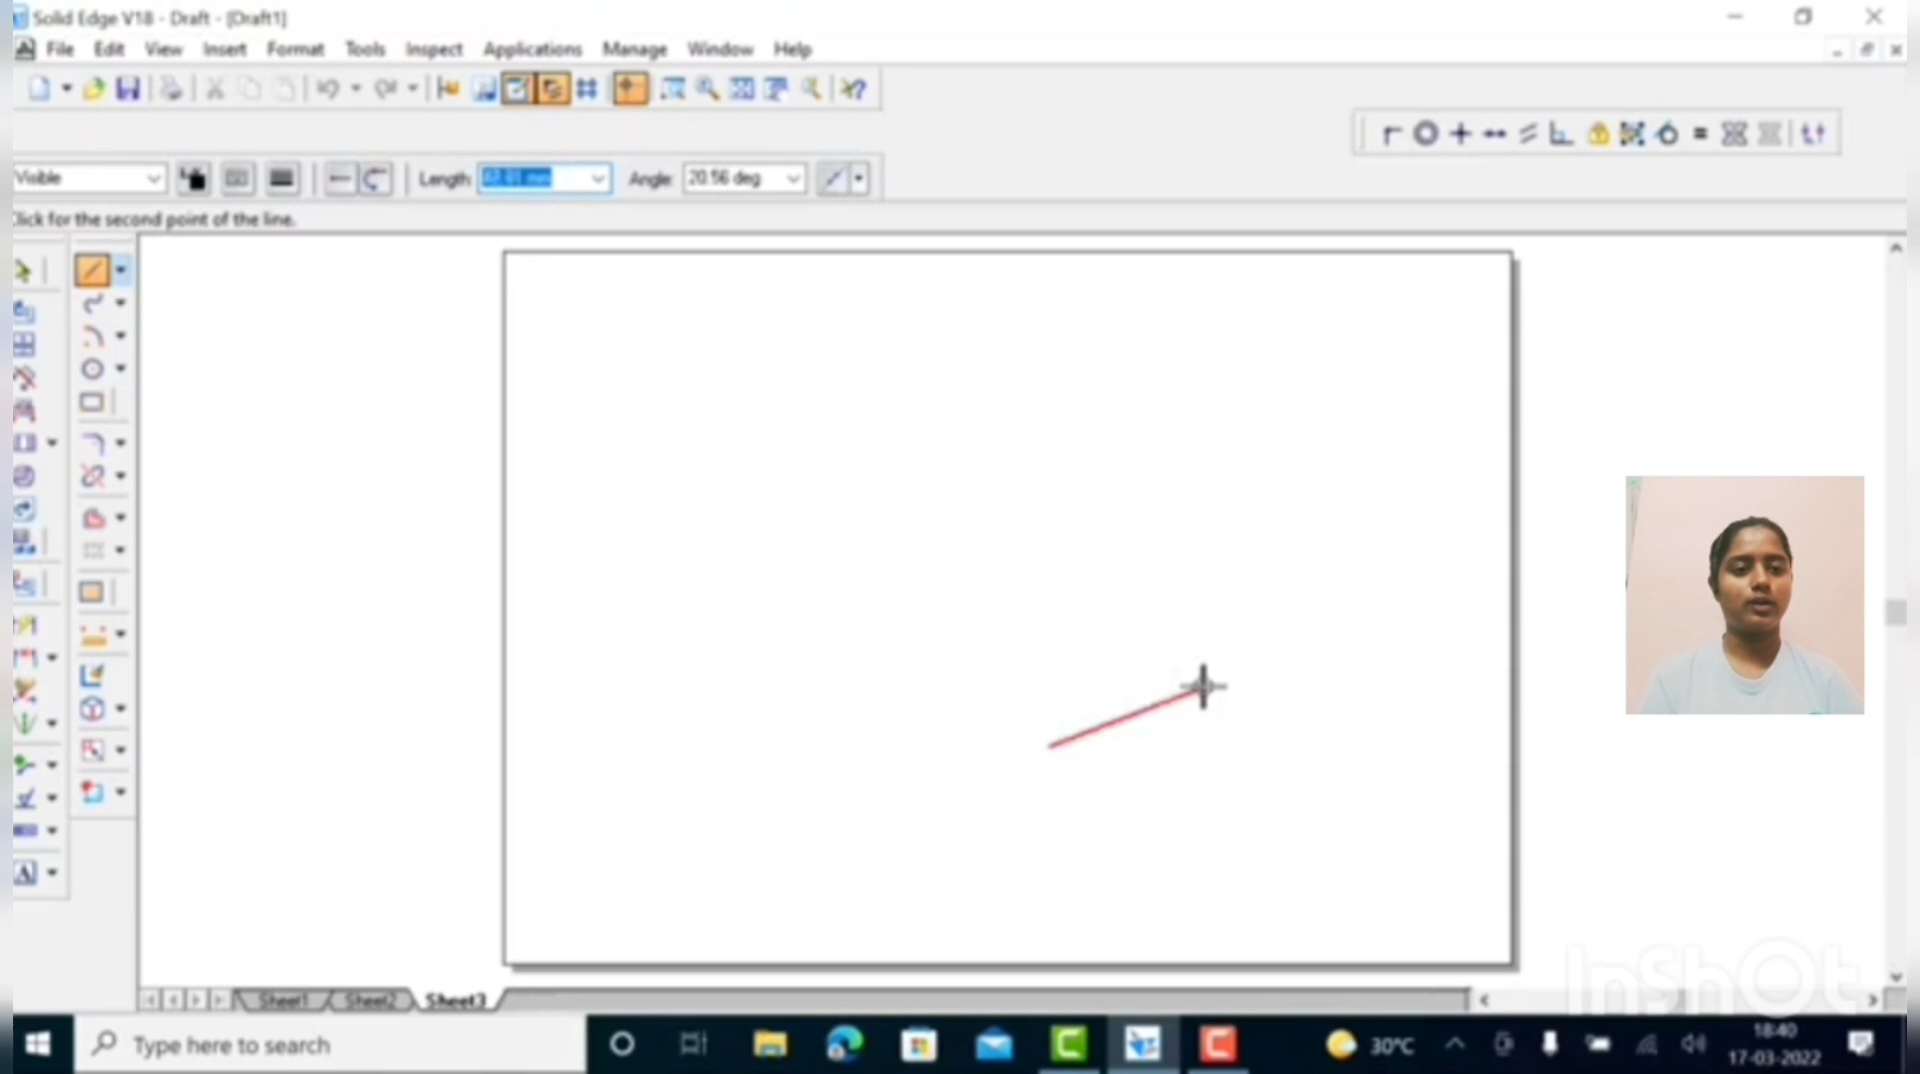 Solid Edge V18 - Draft - [Draft1]
File Edit View Insert Format Tools Inspect Applications Manage Window Help
Visible Length: Angle: 20.56 deg
Click for the second point of the line.
A
Sheet1 Sheet2 Sheet3
InShOt
Type here to search
30°C
18:40
17-03-2022